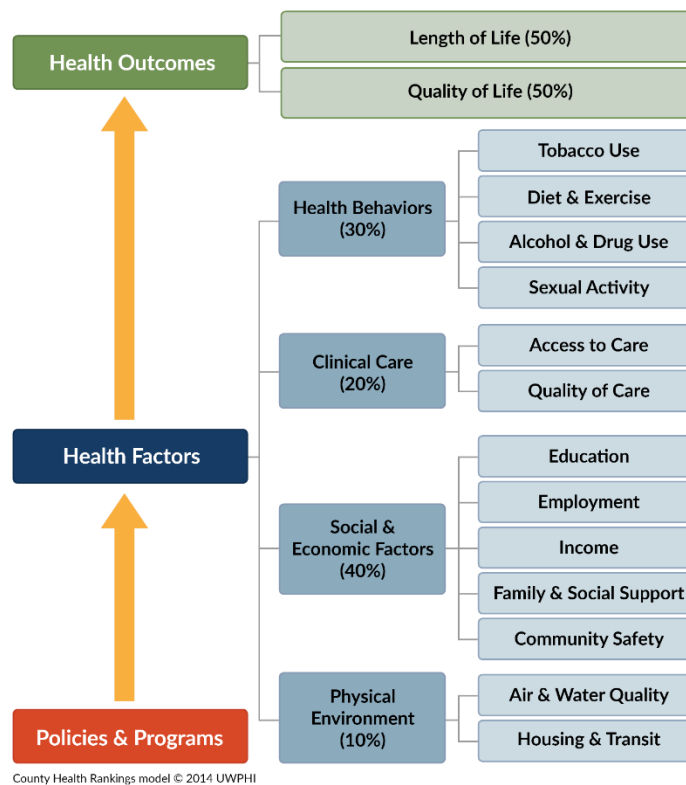 Health Outcomes
Length of Life (50%)
Quality of Life (50%)
Health Factors
Health Behaviors
(30%)
Tobacco Use
Diet & Exercise
Alcohol & Drug Use
Sexual Activity
Clinical Care
(20%)
Access to Care
Quality of Care
Social &
Economic Factors
(40%)
Education
Employment
Income
Family & Social Support
Community Safety
Physical
Environment
(10%)
Air & Water Quality
Housing & Transit
Policies & Programs
County Health Rankings model © 2014 UWPHI